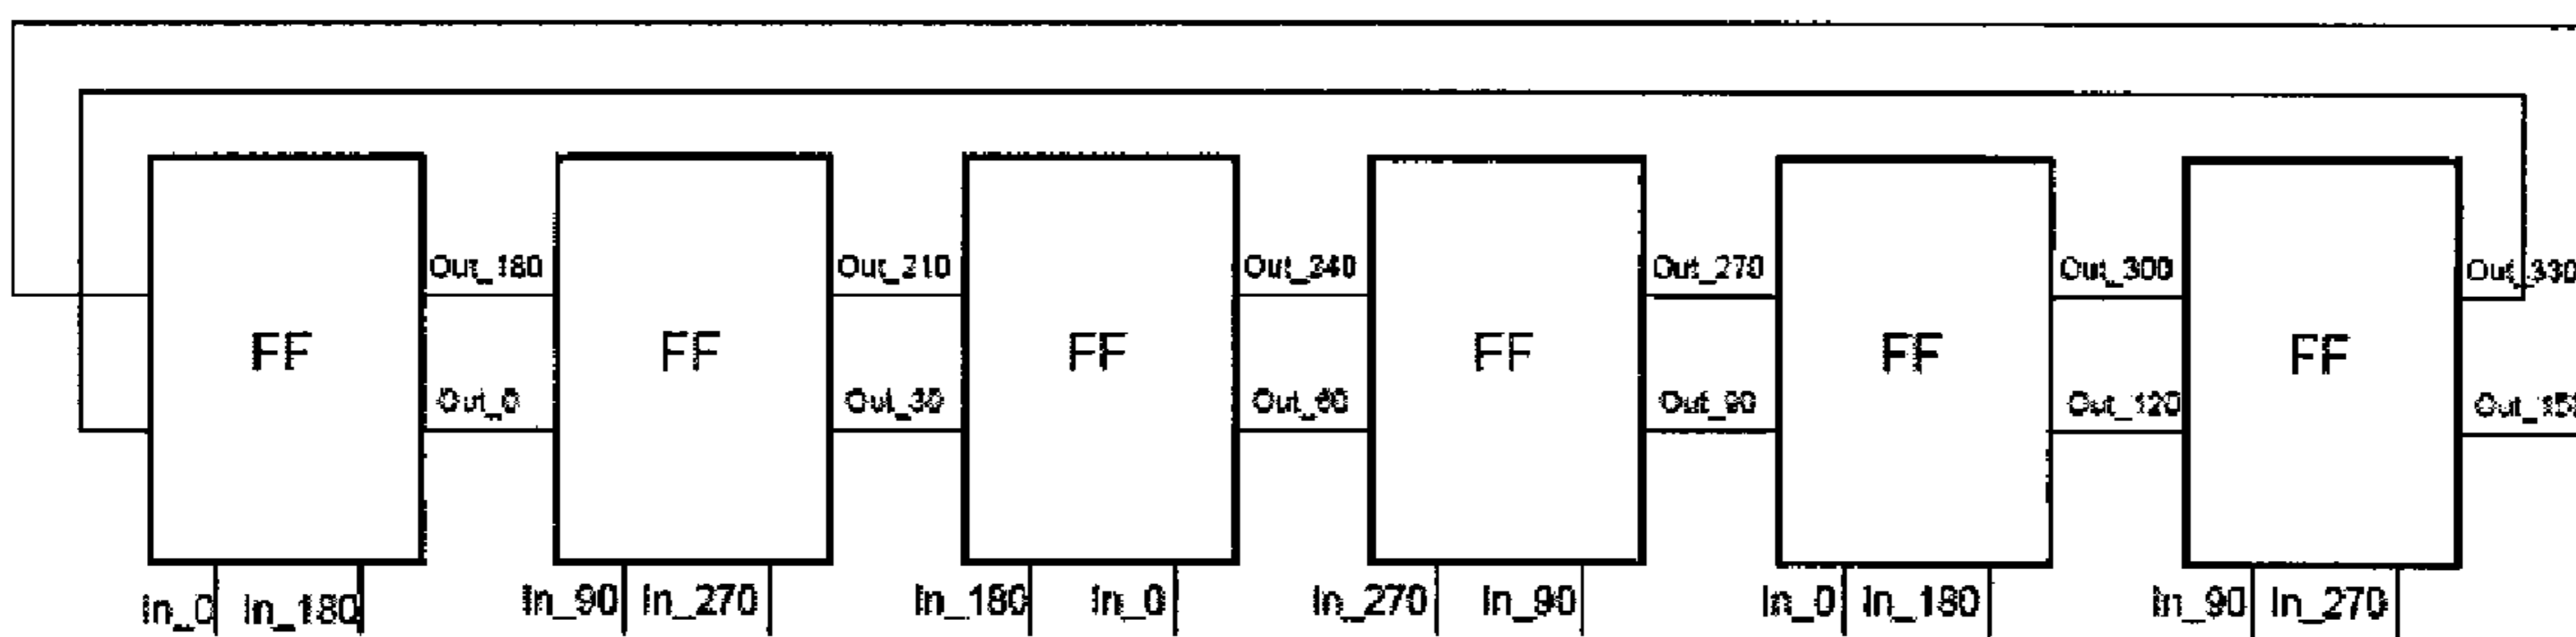 Out_180 Out_210 Out_240 Out_270 Out_300 Out_330
FF FF FF FF FF FF
Out_0 Out_30 Out_60 Out_90 Out_120 Out_150
In_0 In_180 In_90 In_270 In_180 In_0 In_270 In_90 In_0 In_180 In_90 In_270